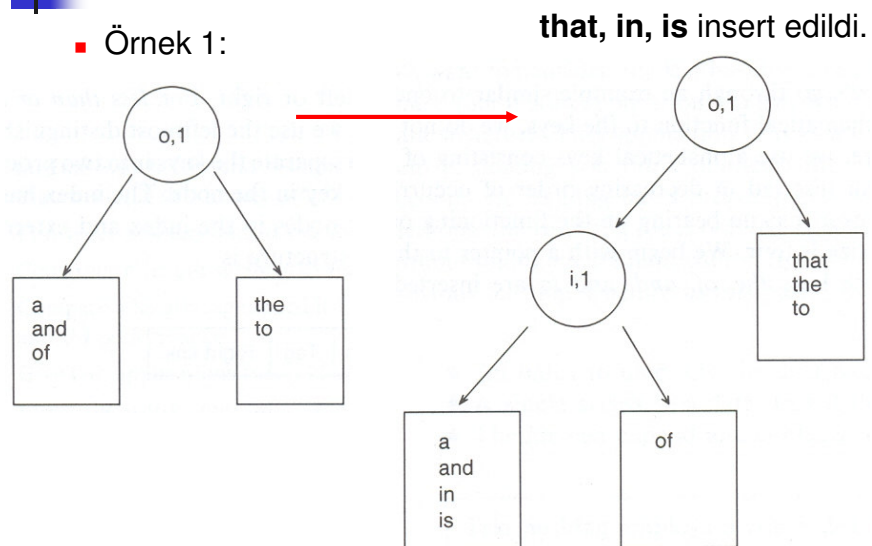 that, in, is insert edildi.
Örnek 1:
o,1
a
and
of
the
to
o,1
i,1
that
the
to
a
and
in
is
of